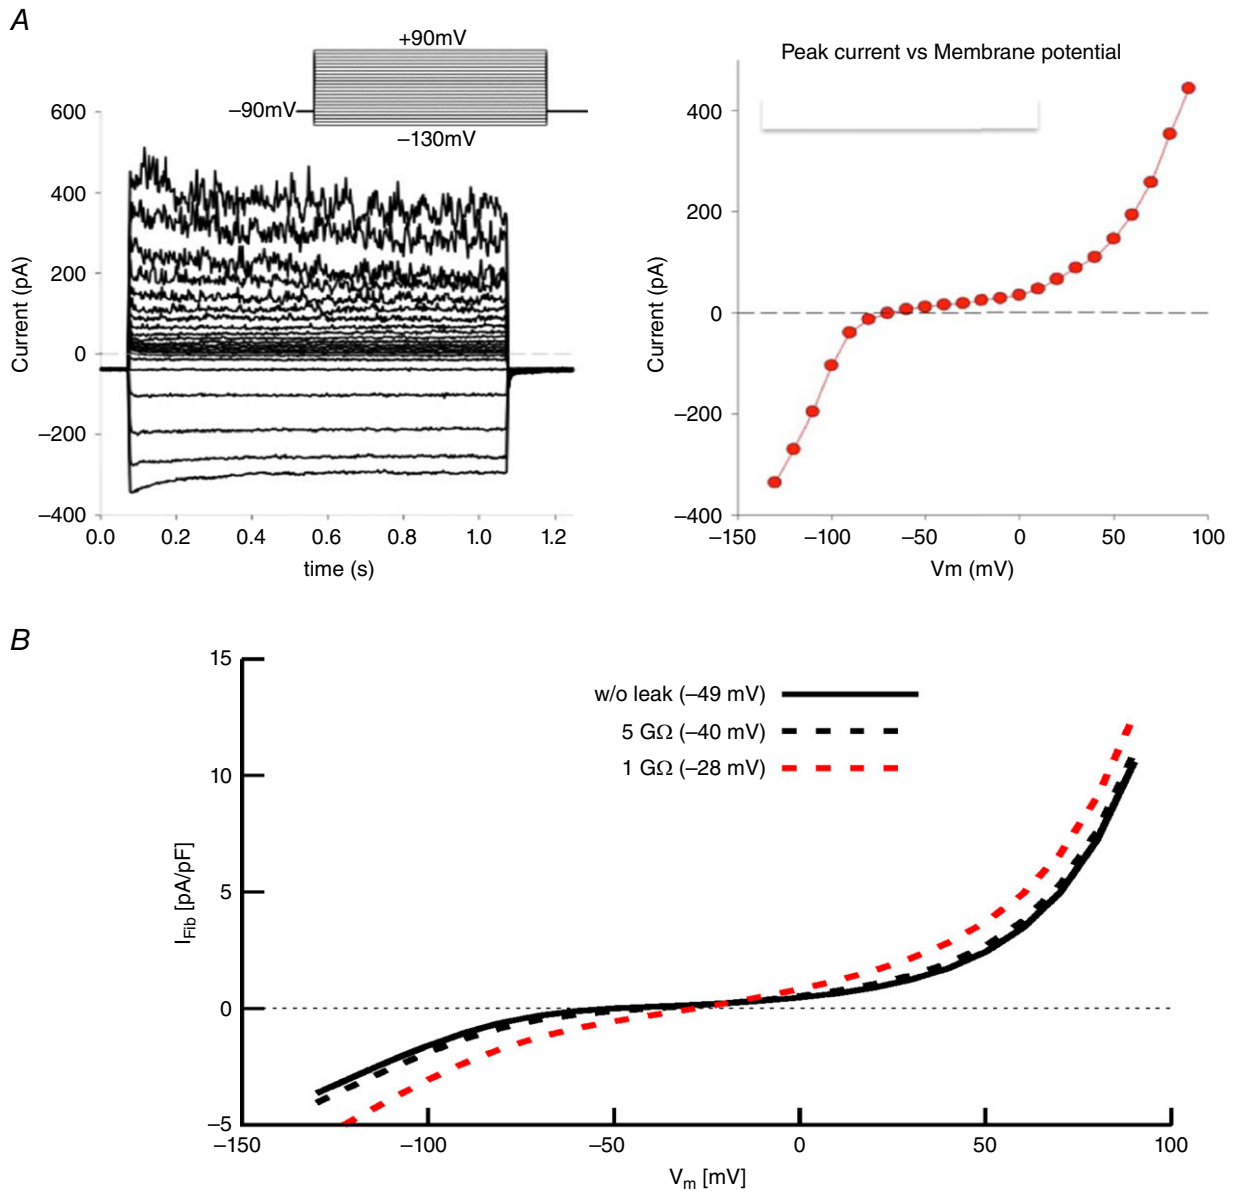 A
+90mV
−90mV
−130mV
600
400
200
0
−200
−400
Current (pA)
0.0 0.2 0.4 0.6 0.8 1.0 1.2
time (s)
Peak current vs Membrane potential
400
200
0
−200
−400
Current (pA)
−150 −100 −50 0 50 100
Vm (mV)
B
15
10
5
0
−5
I_Fib [pA/pF]
w/o leak (−49 mV)
5 GΩ (−40 mV)
1 GΩ (−28 mV)
−150 −100 −50 0 50 100
V_m [mV]